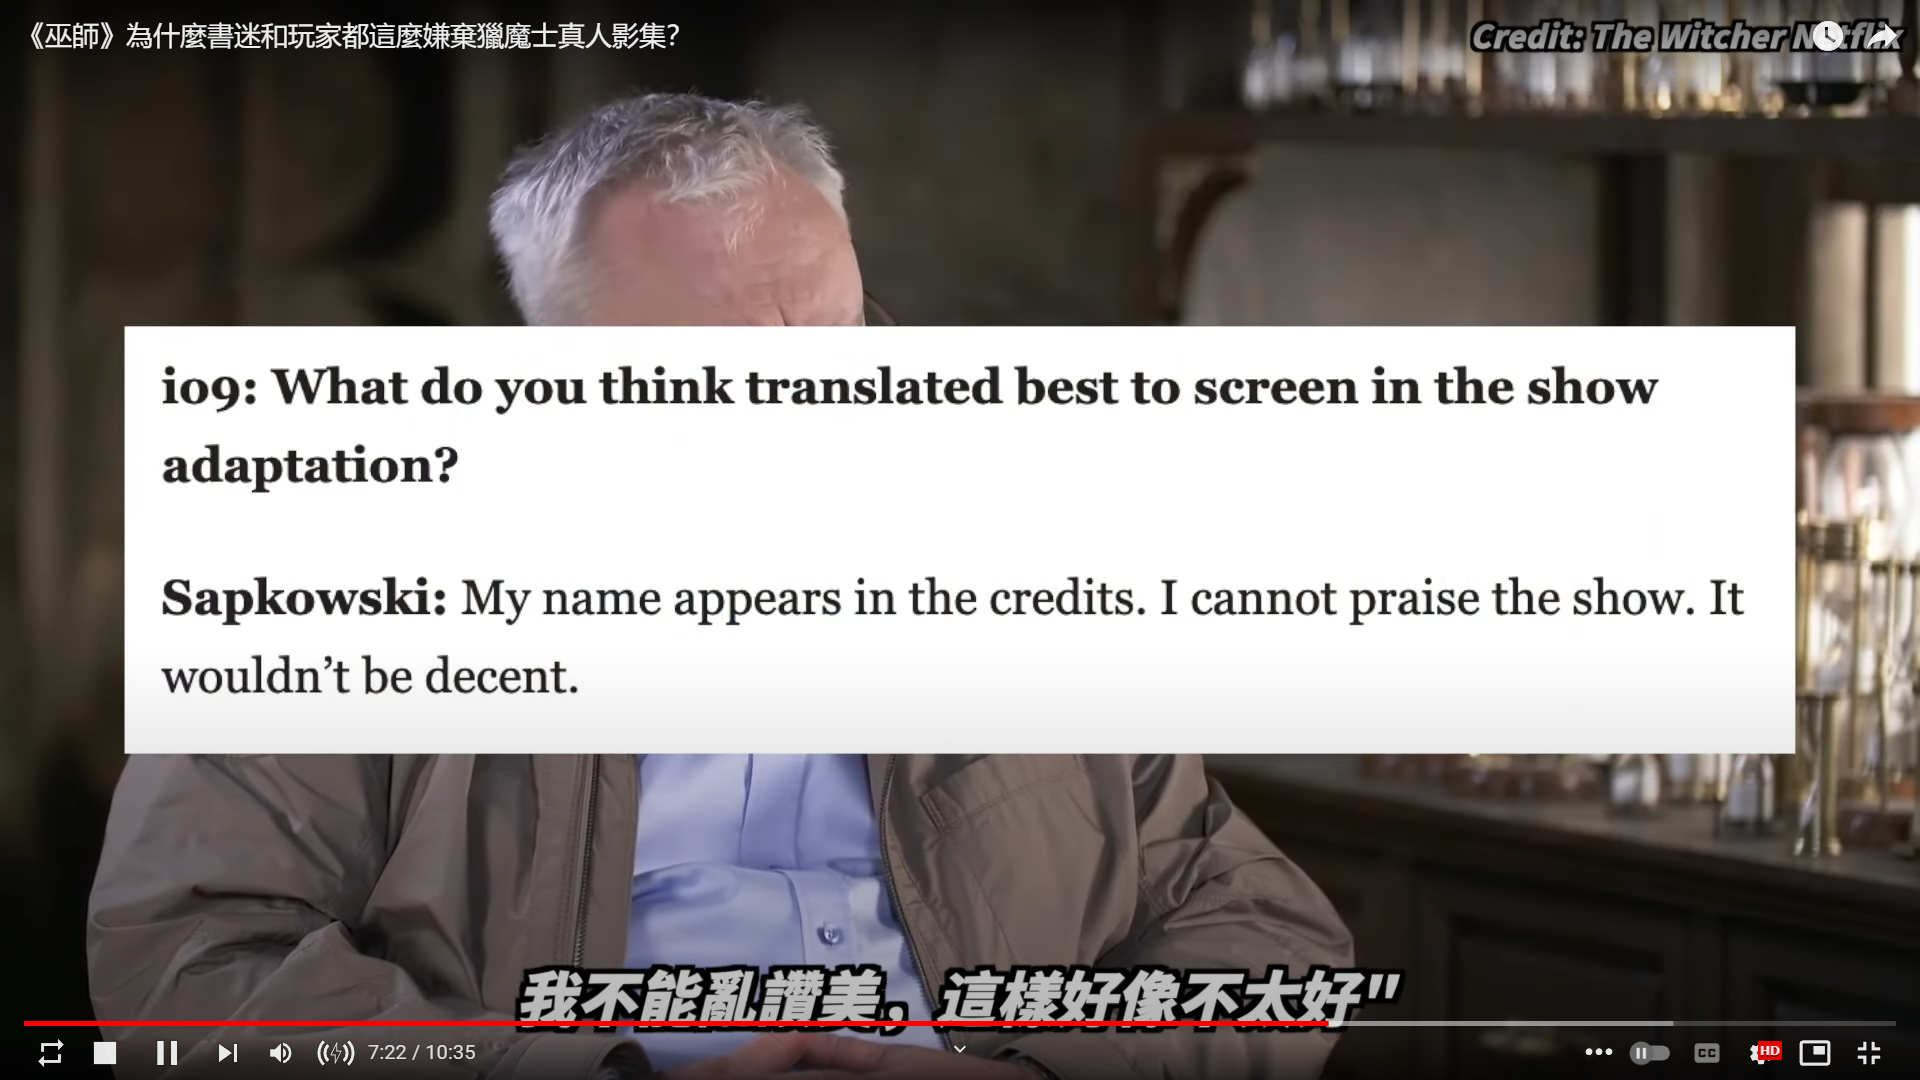 《巫師》為什麼書迷和玩家都這麼嫌棄獵魔士真人影集?
Credit: The Witcher Netflix
io9: What do you think translated best to screen in the show
adaptation?
Sapkowski: My name appears in the credits. I cannot praise the show. It
wouldn’t be decent.
我不能亂讚美，這樣好像不太好"
7:22 / 10:35
CC
HD